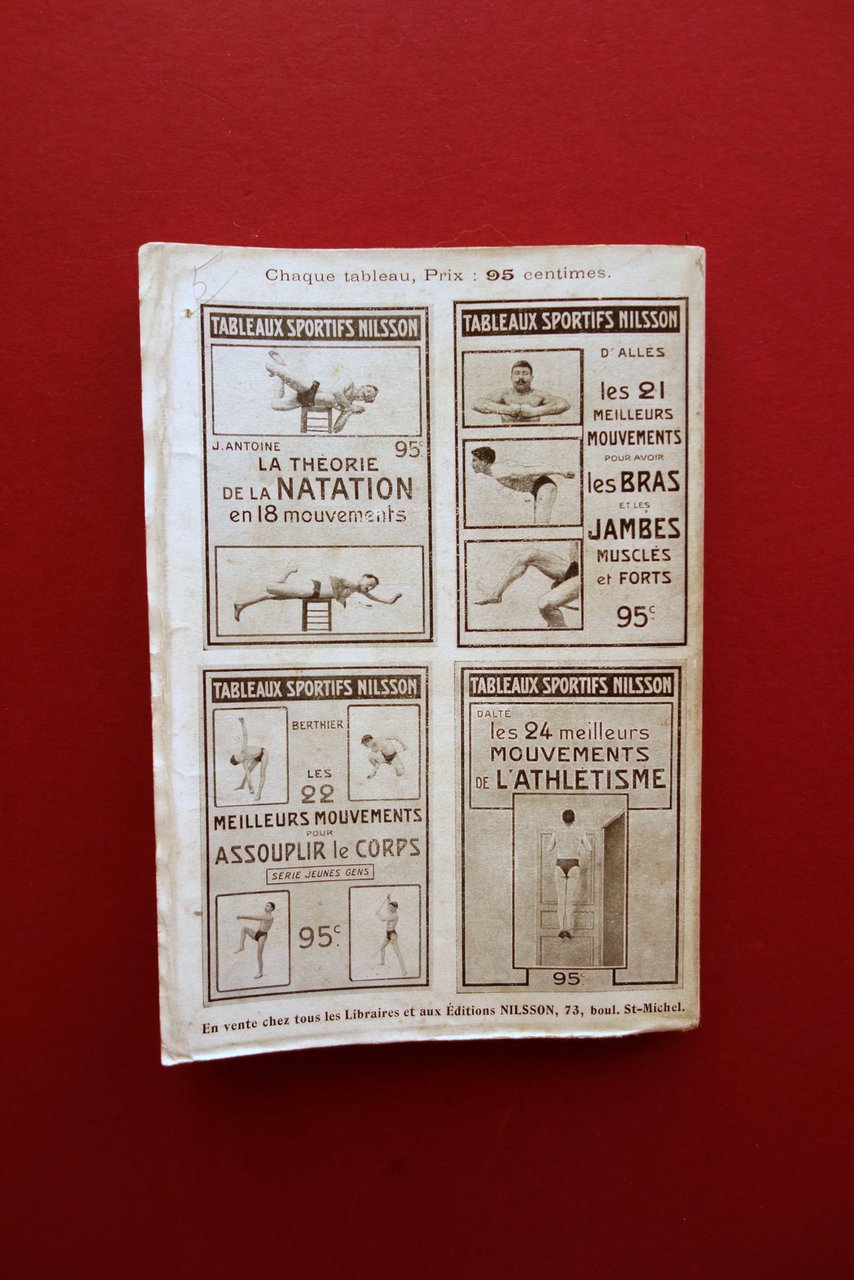 5
Chaque tableau, Prix : 95 centimes.
TABLEAUX SPORTIFS NILSSON
J. ANTOINE 95c.
LA THÉORIE
DE LA NATATION
en 18 mouvements
TABLEAUX SPORTIFS NILSSON
D'ALLES
les 21
MEILLEURS
MOUVEMENTS
POUR AVOIR
les BRAS
ET LES
JAMBES
MUSCLÉS
et FORTS
95c.
TABLEAUX SPORTIFS NILSSON
BERTHIER
LES
22
MEILLEURS MOUVEMENTS
POUR
ASSOUPLIR le CORPS
SÉRIE JEUNES GENS
95c.
TABLEAUX SPORTIFS NILSSON
DALTÉ
les 24 meilleurs
MOUVEMENTS
DE L'ATHLÉTISME
95c
En vente chez tous les Libraires et aux Éditions NILSSON, 73, boul. St-Michel.